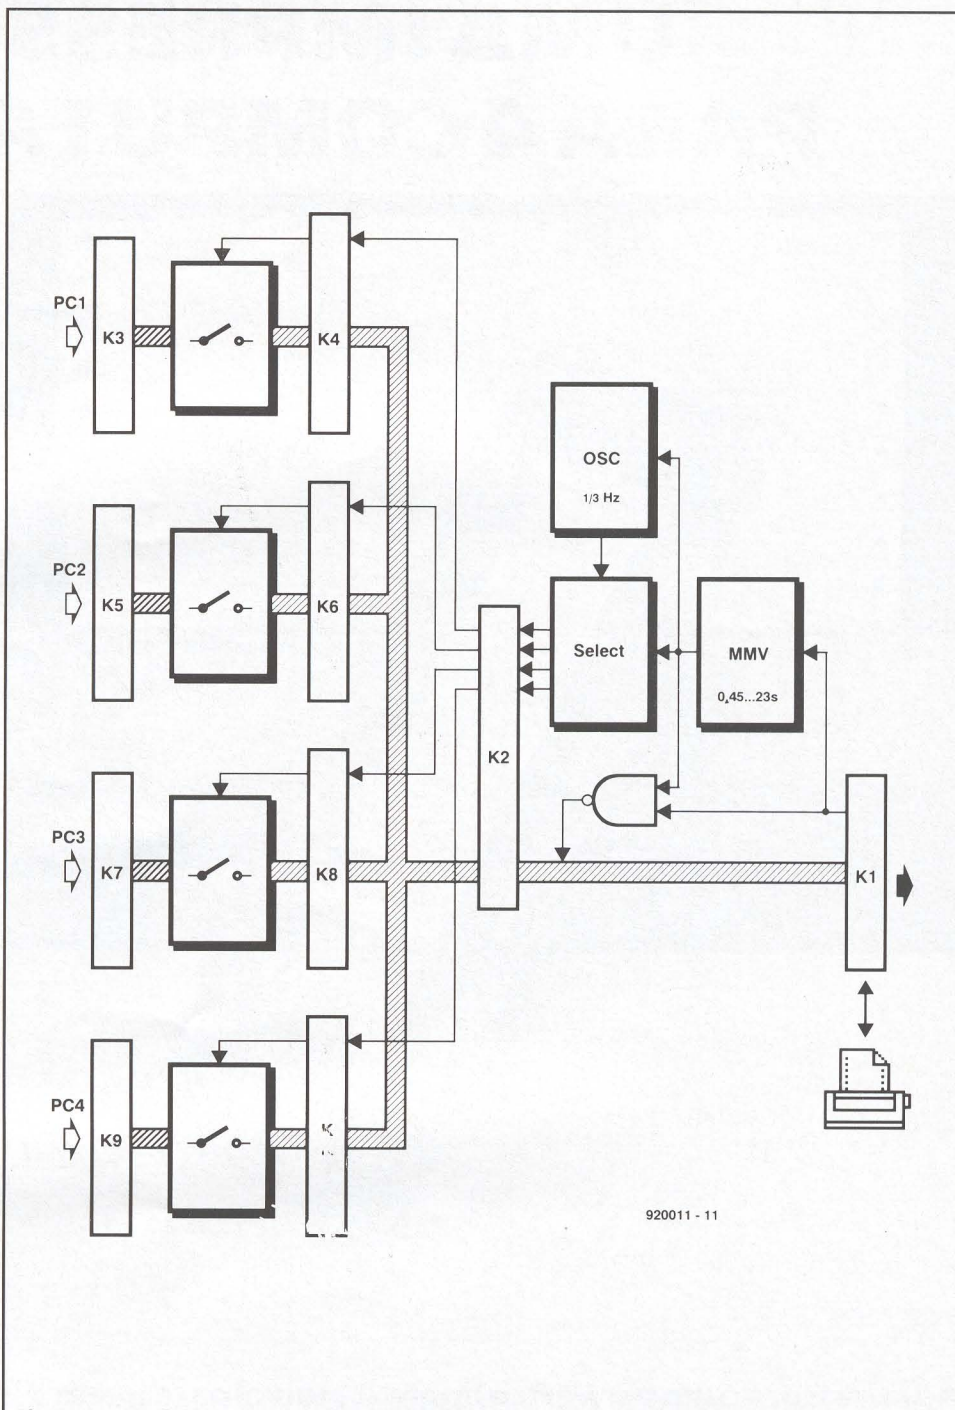 PC1
K3
K4
OSC
1/3 Hz
PC2
K5
K6
Select
MMV
0,45...23s
K2
PC3
K7
K8
K1
PC4
K9
K
920011 - 11